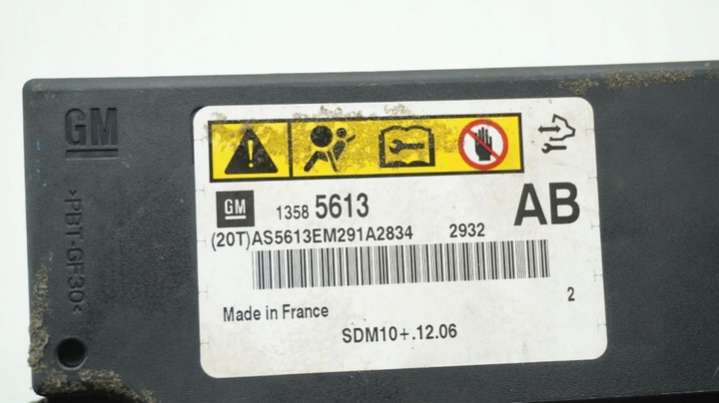 GM
>PBT-GF30<
GM 1358 5613 AB
(20T)AS5613EM291A2834 2932
2
Made in France
SDM10+.12.06